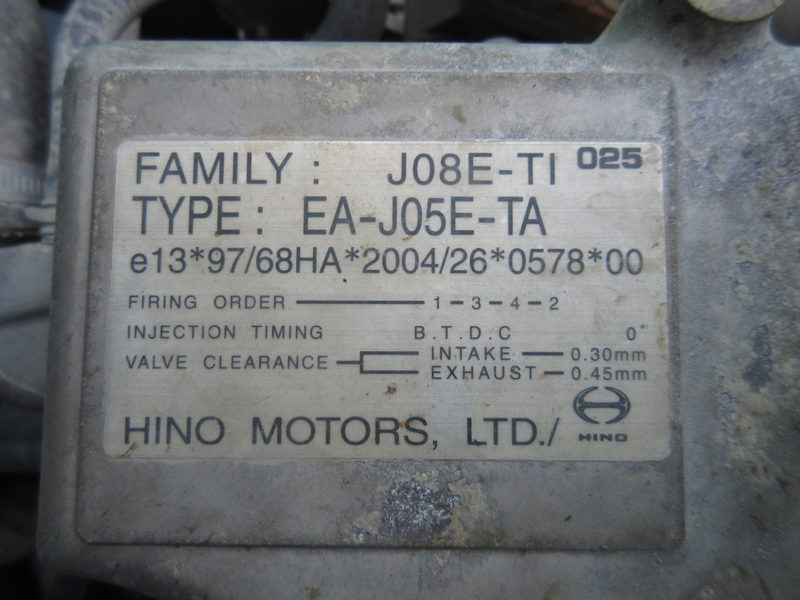 FAMILY : J08E-TI 025
TYPE : EA-J05E-TA
e13*97/68HA*2004/26*0578*00
FIRING ORDER 1-3-4-2
INJECTION TIMING B.T.D.C 0°
VALVE CLEARANCE INTAKE 0.30mm
EXHAUST 0.45mm
HINO MOTORS, LTD./ HINO